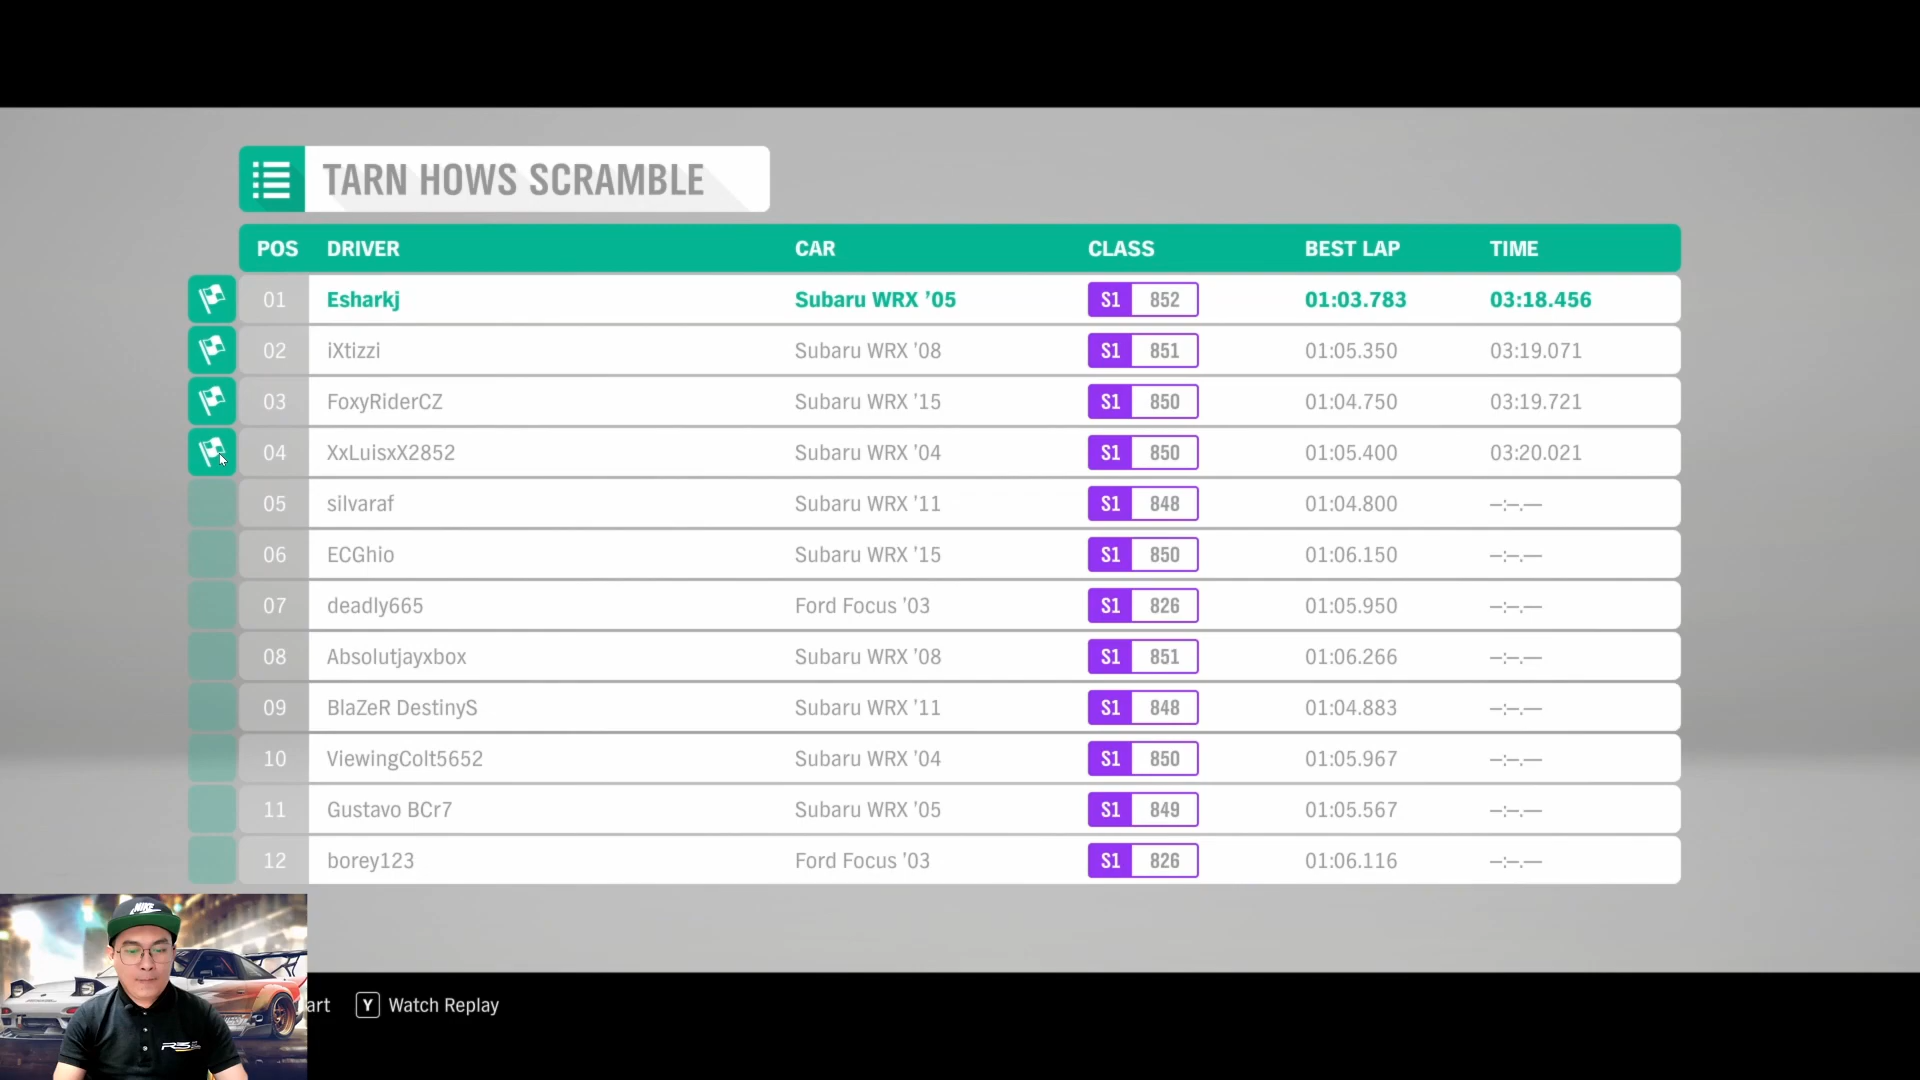 TARN HOWS SCRAMBLE
POS DRIVER CAR CLASS BEST LAP TIME
01 Esharkj Subaru WRX ’05 S1 852 01:03.783 03:18.456
02 iXtizzi Subaru WRX ’08 S1 851 01:05.350 03:19.071
03 FoxyRiderCZ Subaru WRX ’15 S1 850 01:04.750 03:19.721
04 XxLuisxX2852 Subaru WRX ’04 S1 850 01:05.400 03:20.021
05 silvaraf Subaru WRX ’11 S1 848 01:04.800 —:—.—
06 ECGhio Subaru WRX ’15 S1 850 01:06.150 —:—.—
07 deadly665 Ford Focus ’03 S1 826 01:05.950 —:—.—
08 Absolutjayxbox Subaru WRX ’08 S1 851 01:06.266 —:—.—
09 BlaZeR DestinyS Subaru WRX ’11 S1 848 01:04.883 —:—.—
10 ViewingColt5652 Subaru WRX ’04 S1 850 01:05.967 —:—.—
11 Gustavo BCr7 Subaru WRX ’05 S1 849 01:05.567 —:—.—
12 borey123 Ford Focus ’03 S1 826 01:06.116 —:—.—
NIKE
art Y Watch Replay